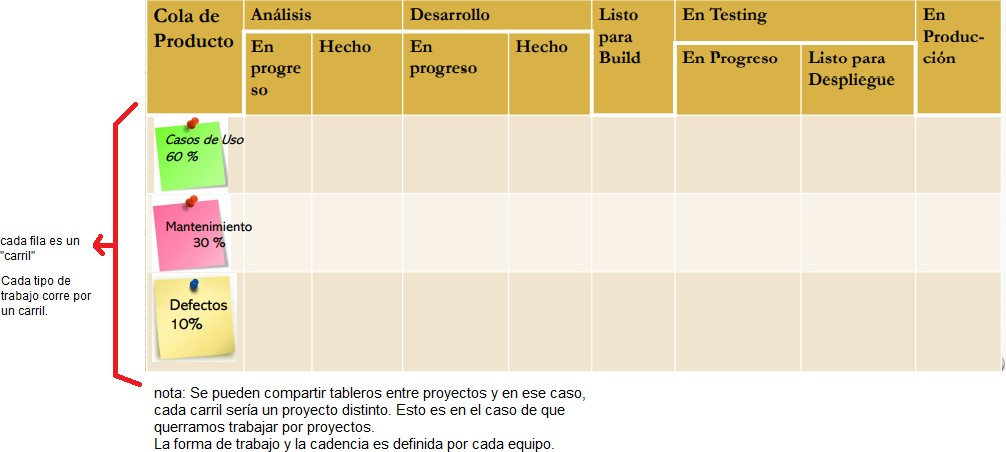 Cola de
Producto
Análisis
En
progre
so
Hecho
Desarrollo
En
progreso
Hecho
Listo
para
Build
En Testing
En Progreso
Listo para
Despliegue
En
Produc-
ción
Casos de Uso
60 %
Mantenimiento
30 %
Defectos
10%
cada fila es un
"carril"
Cada tipo de
trabajo corre por
un carril.
nota: Se pueden compartir tableros entre proyectos y en ese caso,
cada carril sería un proyecto distinto. Esto es en el caso de que
querramos trabajar por proyectos.
La forma de trabajo y la cadencia es definida por cada equipo.